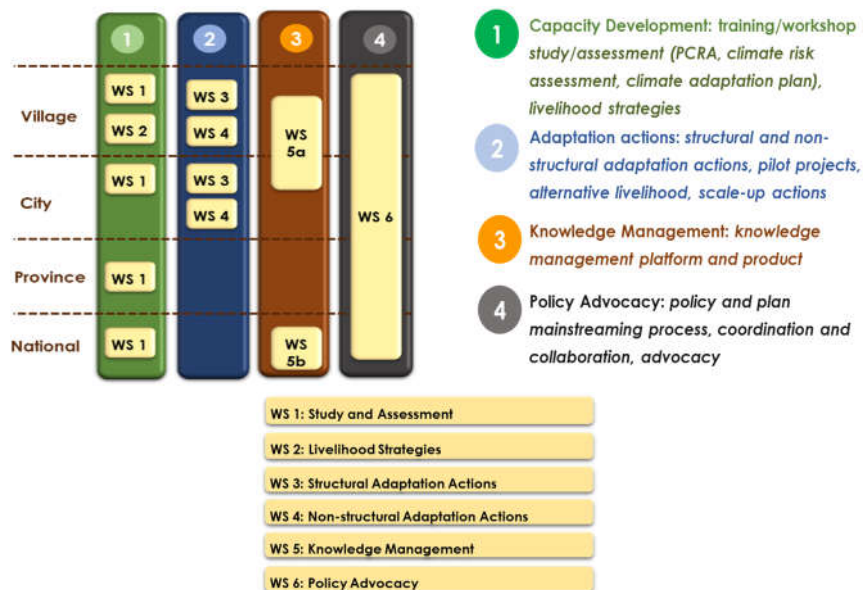 1
2
3
4
Village
City
Province
National
WS 1
WS 2
WS 1
WS 1
WS 1
WS 3
WS 4
WS 3
WS 4
WS
5a
WS
5b
WS 6
1
Capacity Development: training/workshop
study/assessment (PCRA, climate risk
assessment, climate adaptation plan),
livelihood strategies
2
Adaptation actions: structural and non-
structural adaptation actions, pilot projects,
alternative livelihood, scale-up actions
3
Knowledge Management: knowledge
management platform and product
4
Policy Advocacy: policy and plan
mainstreaming process, coordination and
collaboration, advocacy
WS 1: Study and Assessment
WS 2: Livelihood Strategies
WS 3: Structural Adaptation Actions
WS 4: Non-structural Adaptation Actions
WS 5: Knowledge Management
WS 6: Policy Advocacy